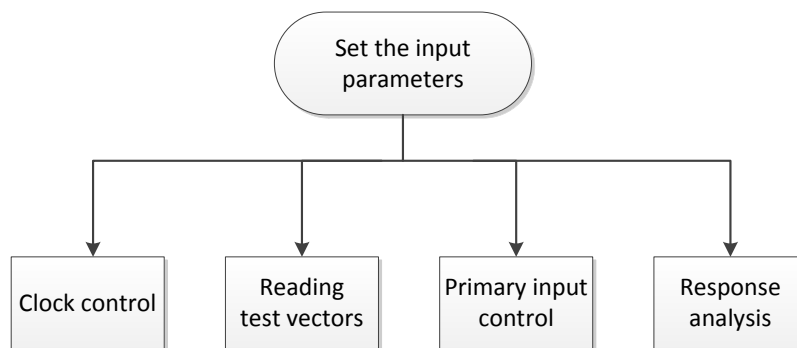 Set the input
parameters
Clock control
Reading
test vectors
Primary input
control
Response
analysis